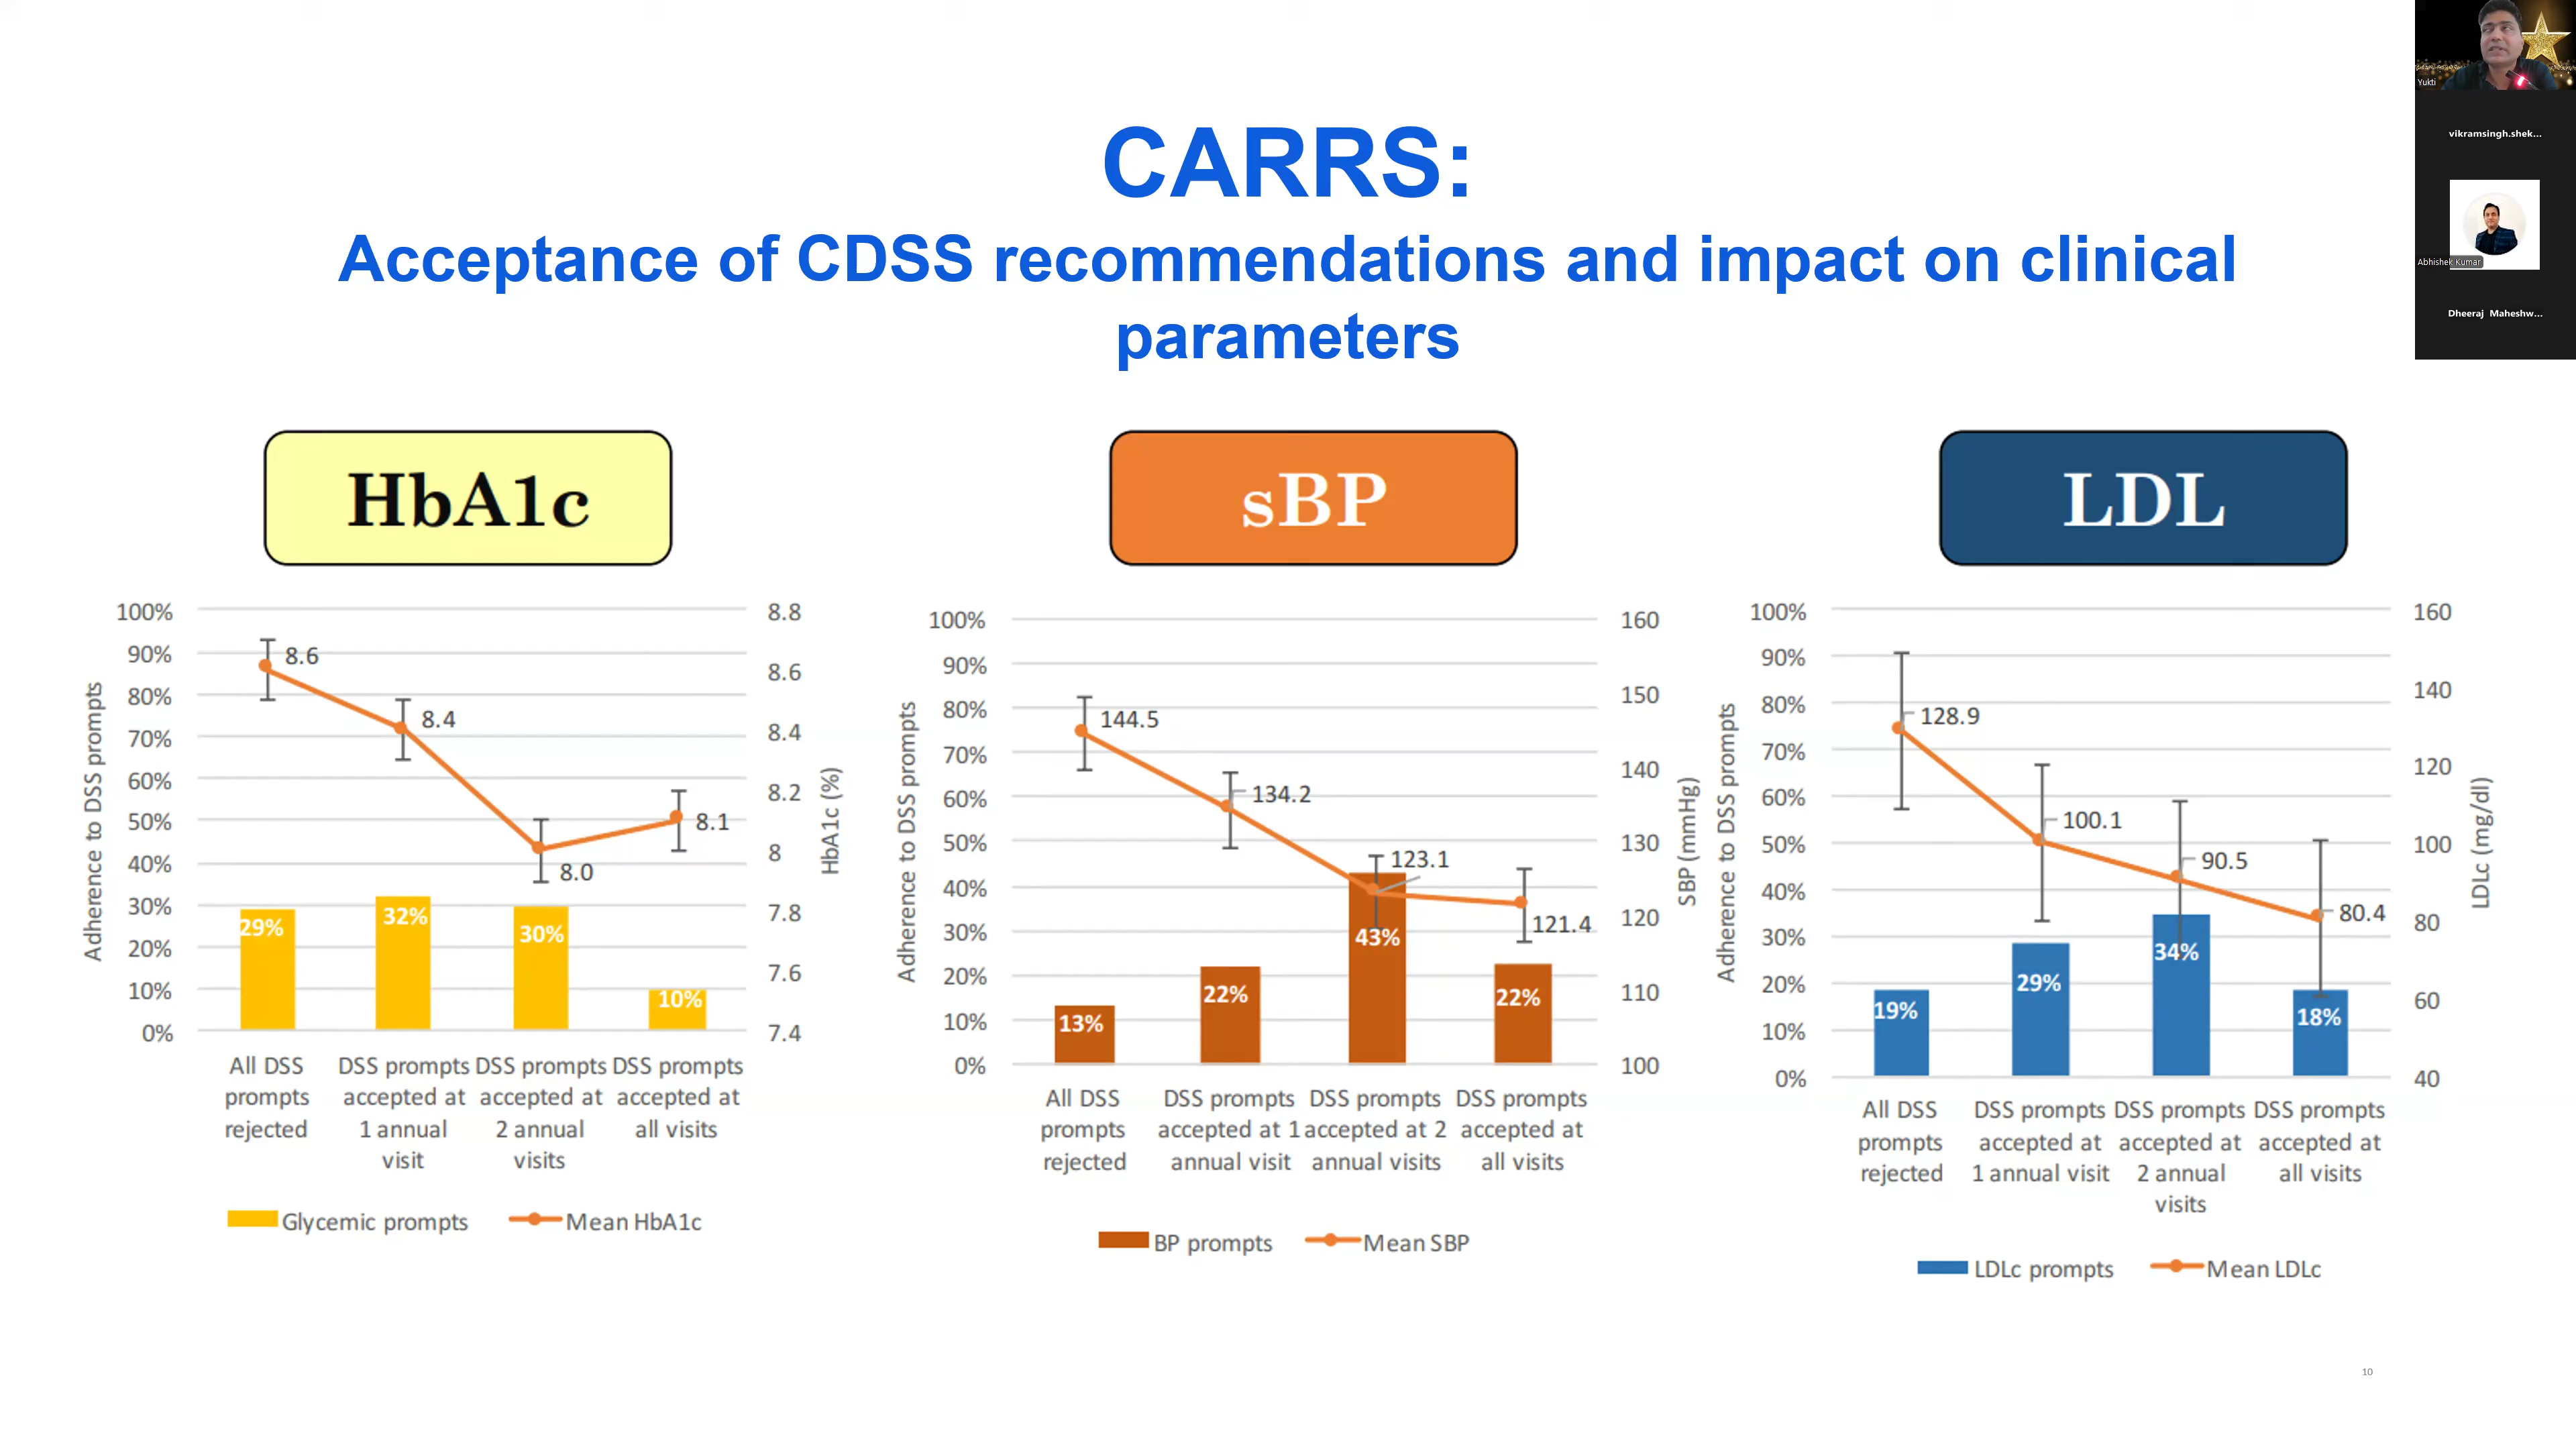 CARRS:
Acceptance of CDSS recommendations and impact on clinical
parameters
Yukti
vikramsingh.shek...
Abhishek Kumar
Dheeraj Maheshw...
HbA1c
Adherence to DSS prompts
100%
90%
80%
70%
60%
50%
40%
30%
20%
10%
0%
8.6
8.4
8.0
8.1
29%
32%
30%
10%
8.8
8.6
8.4
8.2
8
7.8
7.6
7.4
HbA1c (%)
All DSS prompts rejected
DSS prompts accepted at 1 annual visit
DSS prompts accepted at 2 annual visits
DSS prompts accepted at all visits
Glycemic prompts
Mean HbA1c
sBP
Adherence to DSS prompts
100%
90%
80%
70%
60%
50%
40%
30%
20%
10%
0%
144.5
134.2
123.1
121.4
13%
22%
43%
22%
160
150
140
130
120
110
100
SBP (mmHg)
All DSS prompts rejected
DSS prompts accepted at 1 annual visit
DSS prompts accepted at 2 annual visits
DSS prompts accepted at all visits
BP prompts
Mean SBP
LDL
Adherence to DSS prompts
100%
90%
80%
70%
60%
50%
40%
30%
20%
10%
0%
128.9
100.1
90.5
80.4
19%
29%
34%
18%
160
140
120
100
80
60
40
LDLc (mg/dl)
All DSS prompts rejected
DSS prompts accepted at 1 annual visit
DSS prompts accepted at 2 annual visits
DSS prompts accepted at all visits
LDLc prompts
Mean LDLc
10